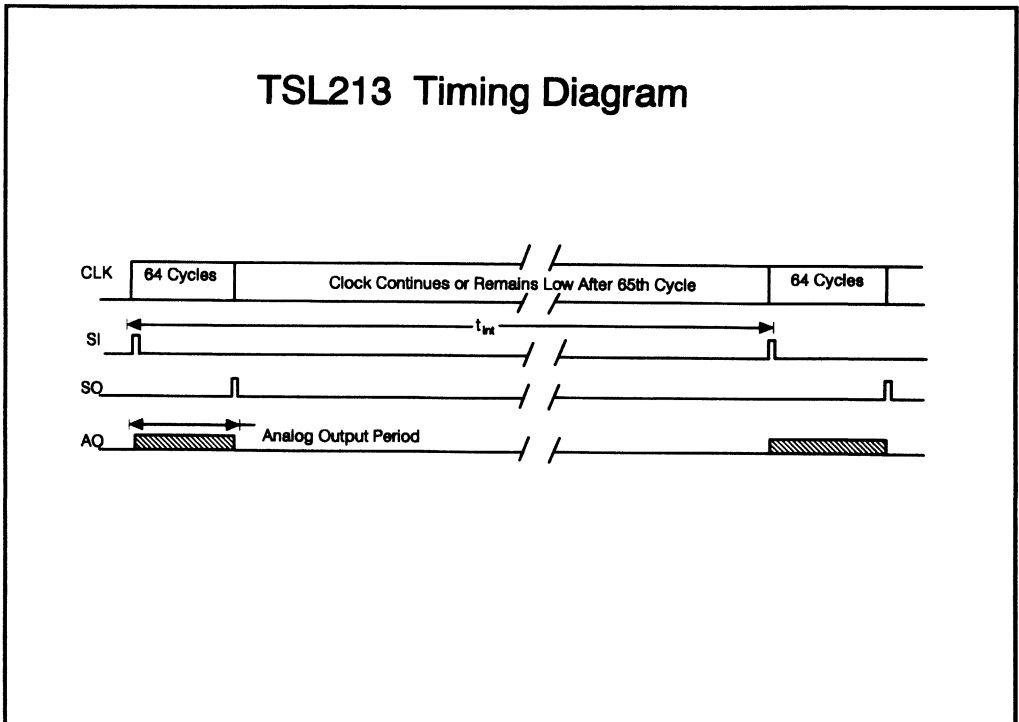 TSL213 Timing Diagram
CLK
64 Cycles
Clock Continues or Remains Low After 65th Cycle
64 Cycles
tint
SI
SO
AO
Analog Output Period